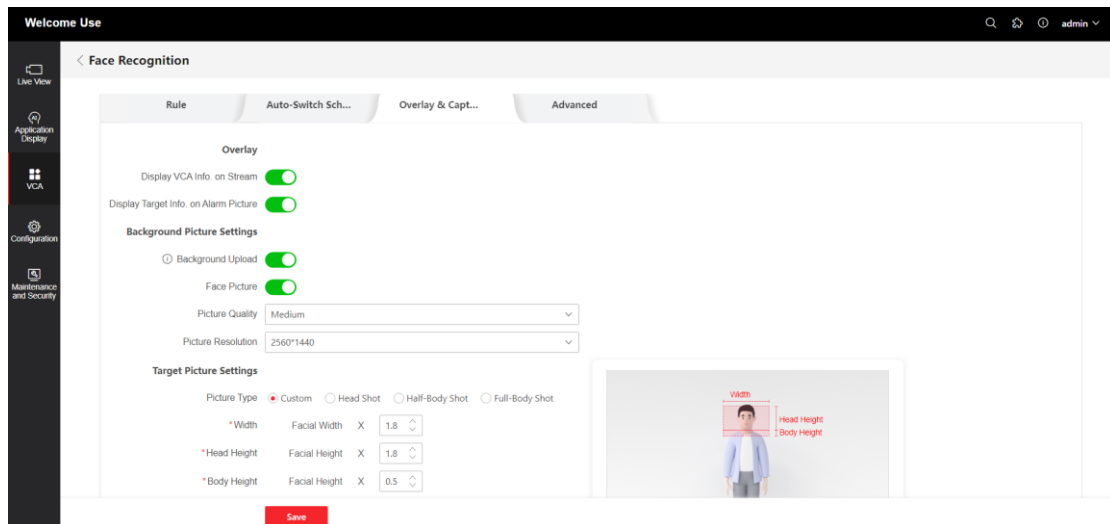 Welcome Use
admin
Live View
Application
Display
VCA
Configuration
Maintenance
and Security
Face Recognition
Rule
Auto-Switch Sch...
Overlay & Capt...
Advanced
Overlay
Display VCA Info. on Stream
Display Target Info. on Alarm Picture
Background Picture Settings
Background Upload
Face Picture
Picture Quality Medium
Picture Resolution 2560*1440
Target Picture Settings
Picture Type Custom Head Shot Half-Body Shot Full-Body Shot
*Width Facial Width X 1.8
*Head Height Facial Height X 1.8
*Body Height Facial Height X 0.5
Width
Head Height
Body Height
Save